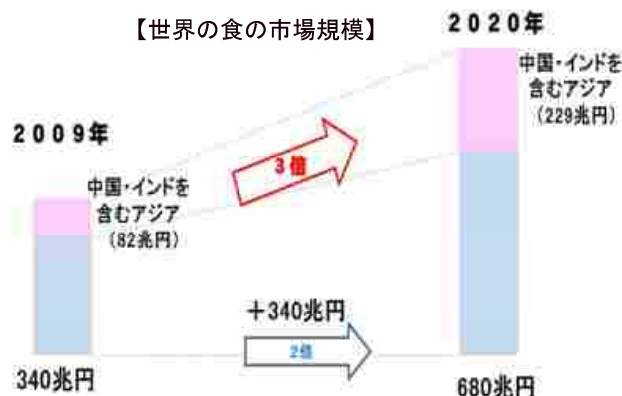 【世界の食の市場規模】
2020年
中国・インドを
含むアジア
(229兆円)
2009年
中国・インドを
含むアジア
(82兆円)
3倍
+340兆円
2倍
340兆円
680兆円